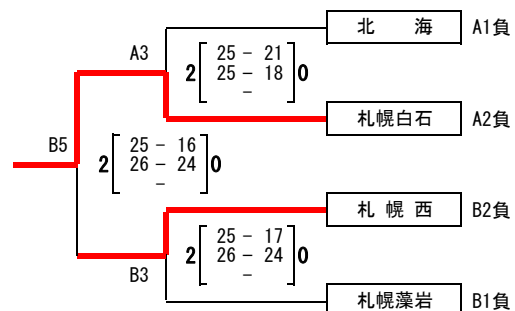 北　海 A1負
A3
25 - 21
2 25 - 18 0
-
札幌白石 A2負
B5
25 - 16
2 26 - 24 0
-
札 幌 西 B2負
25 - 17
2 26 - 24 0
-
B3
札幌藻岩 B1負